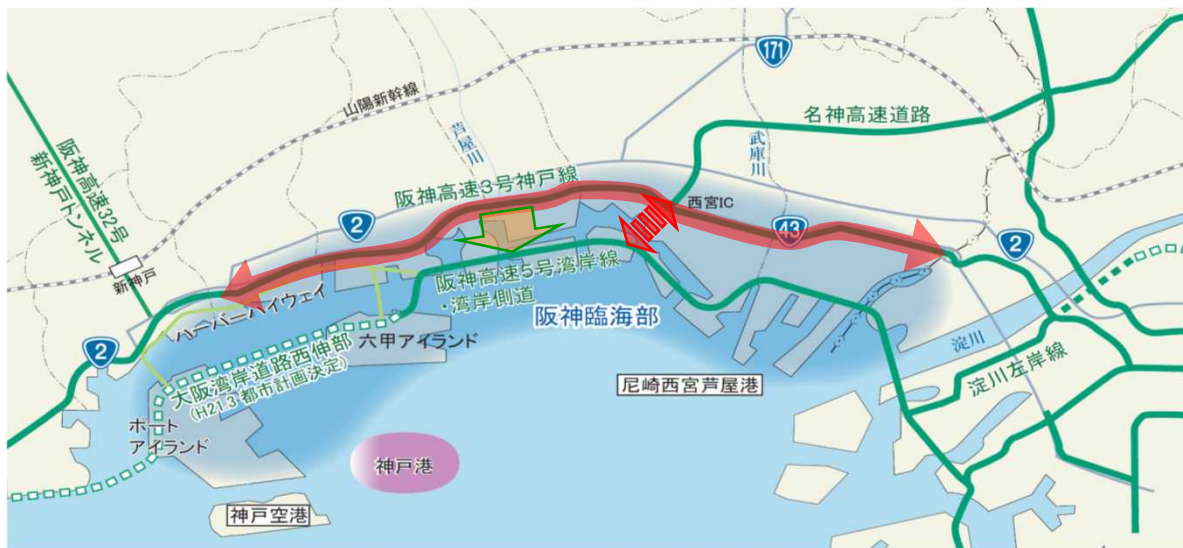 171
山陽新幹線
名神高速道路
阪神高速32号
新神戸トンネル
芦屋川
武庫川
阪神高速3号神戸線
西宮IC
2
43
2
新神戸
阪神高速5号湾岸線
・湾岸側道
ハーバーハイウェイ
阪神臨海部
淀川
2
六甲アイランド
大阪湾岸道路西伸部
(H21.3 都市計画決定)
淀川左岸線
尼崎西宮芦屋港
ポート
アイランド
神戸港
神戸空港